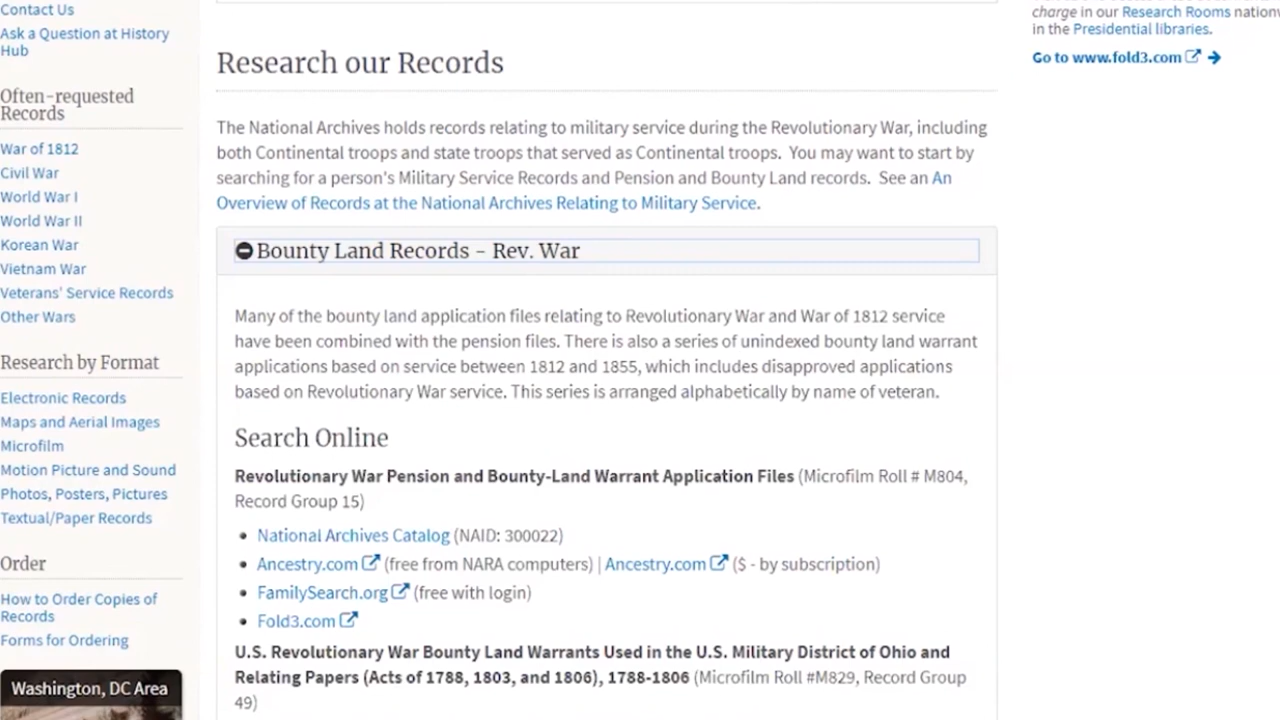 Contact Us
Ask a Question at History
Hub
Often-requested
Records
War of 1812
Civil War
World War I
World War II
Korean War
Vietnam War
Veterans' Service Records
Other Wars
Research by Format
Electronic Records
Maps and Aerial Images
Microfilm
Motion Picture and Sound
Photos, Posters, Pictures
Textual/Paper Records
Order
How to Order Copies of
Records
Forms for Ordering
Washington, DC Area
Research our Records
The National Archives holds records relating to military service during the Revolutionary War, including
both Continental troops and state troops that served as Continental troops. You may want to start by
searching for a person's Military Service Records and Pension and Bounty Land records. See an An
Overview of Records at the National Archives Relating to Military Service.
Bounty Land Records - Rev. War
Many of the bounty land application files relating to Revolutionary War and War of 1812 service
have been combined with the pension files. There is also a series of unindexed bounty land warrant
applications based on service between 1812 and 1855, which includes disapproved applications
based on Revolutionary War service. This series is arranged alphabetically by name of veteran.
Search Online
Revolutionary War Pension and Bounty-Land Warrant Application Files (Microfilm Roll # M804,
Record Group 15)
• National Archives Catalog (NAID: 300022)
• Ancestry.com (free from NARA computers) | Ancestry.com ($ - by subscription)
• FamilySearch.org (free with login)
• Fold3.com
U.S. Revolutionary War Bounty Land Warrants Used in the U.S. Military District of Ohio and
Relating Papers (Acts of 1788, 1803, and 1806), 1788-1806 (Microfilm Roll #M829, Record Group
49)
charge in our Research Rooms nationw
in the Presidential libraries.
Go to www.fold3.com